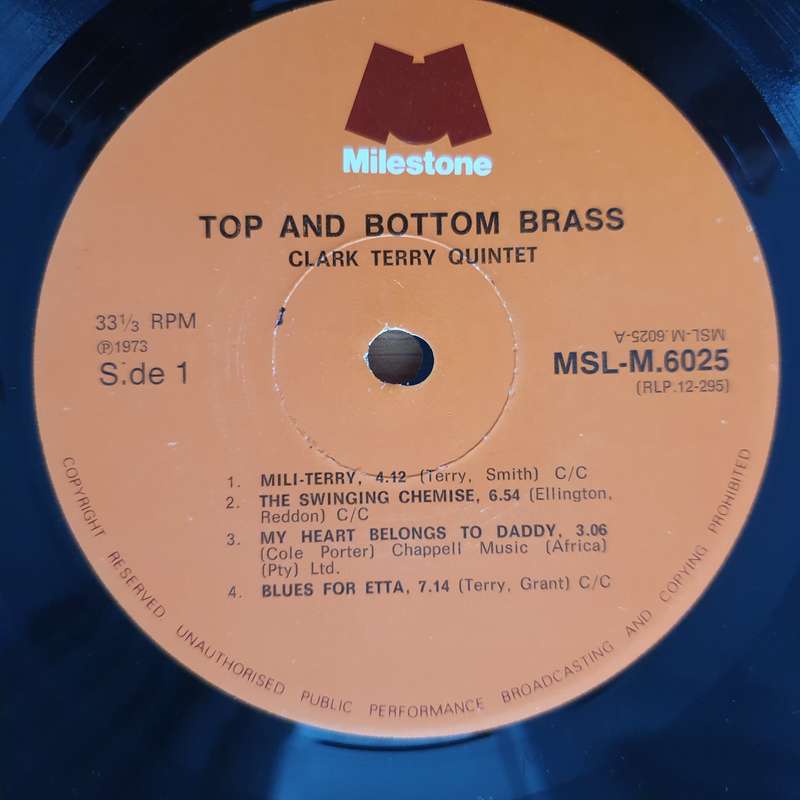 Milestone
TOP AND BOTTOM BRASS
CLARK TERRY QUINTET
33⅓ RPM
℗1973
S.de 1
MSL-M.6025-A
MSL-M.6025
(RLP.12-295)
1. MILI-TERRY, 4.12 (Terry, Smith) C/C
2. THE SWINGING CHEMISE, 6.54 (Ellington,
Reddon) C/C
3. MY HEART BELONGS TO DADDY, 3.06
(Cole Porter) Chappell Music (Africa)
(Pty) Ltd.
4. BLUES FOR ETTA, 7.14 (Terry, Grant) C/C
COPYRIGHT RESERVED UNAUTHORISED PUBLIC PERFORMANCE BROADCASTING AND COPYING PROHIBITED